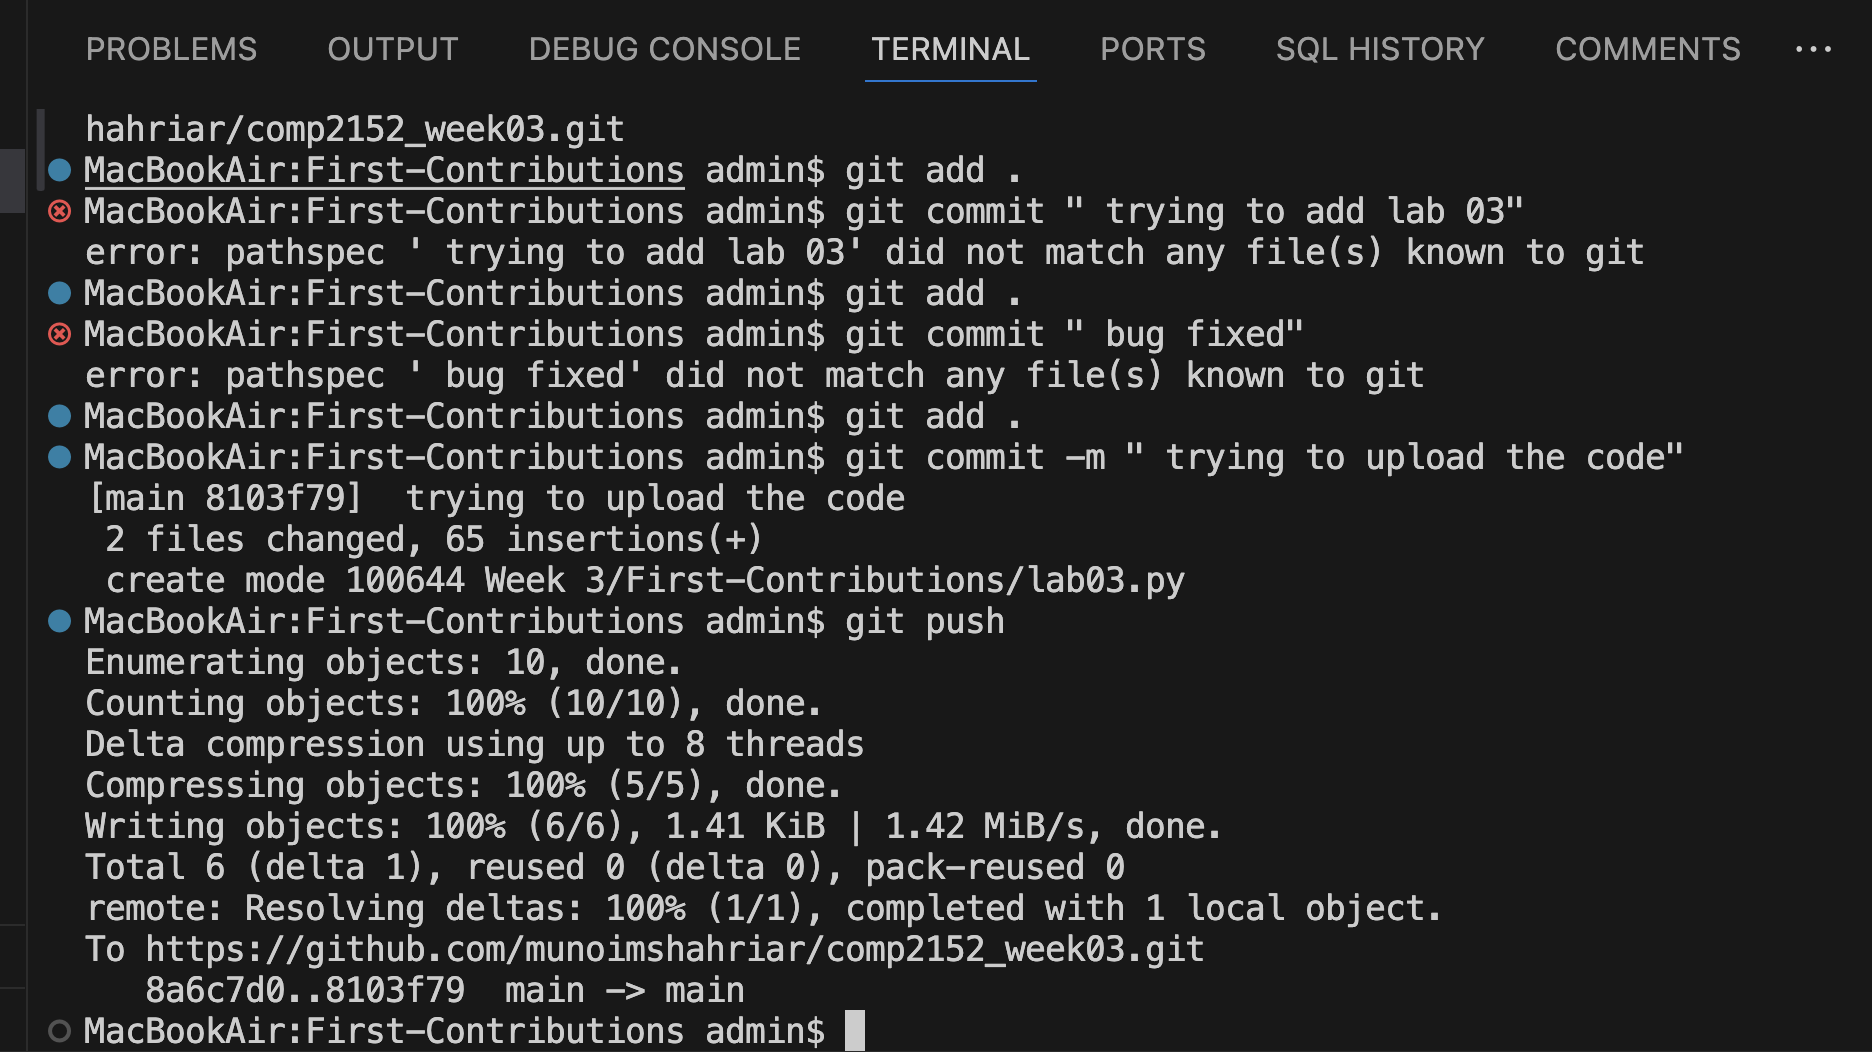 PROBLEMS OUTPUT DEBUG CONSOLE TERMINAL PORTS SQL HISTORY COMMENTS ...
hahriar/comp2152_week03.git
MacBookAir:First-Contributions admin$ git add .
MacBookAir:First-Contributions admin$ git commit " trying to add lab 03"
error: pathspec ' trying to add lab 03' did not match any file(s) known to git
MacBookAir:First-Contributions admin$ git add .
MacBookAir:First-Contributions admin$ git commit " bug fixed"
error: pathspec ' bug fixed' did not match any file(s) known to git
MacBookAir:First-Contributions admin$ git add .
MacBookAir:First-Contributions admin$ git commit -m " trying to upload the code"
[main 8103f79]  trying to upload the code
 2 files changed, 65 insertions(+)
 create mode 100644 Week 3/First-Contributions/lab03.py
MacBookAir:First-Contributions admin$ git push
Enumerating objects: 10, done.
Counting objects: 100% (10/10), done.
Delta compression using up to 8 threads
Compressing objects: 100% (5/5), done.
Writing objects: 100% (6/6), 1.41 KiB | 1.42 MiB/s, done.
Total 6 (delta 1), reused 0 (delta 0), pack-reused 0
remote: Resolving deltas: 100% (1/1), completed with 1 local object.
To https://github.com/munoimshahriar/comp2152_week03.git
   8a6c7d0..8103f79  main -> main
MacBookAir:First-Contributions admin$